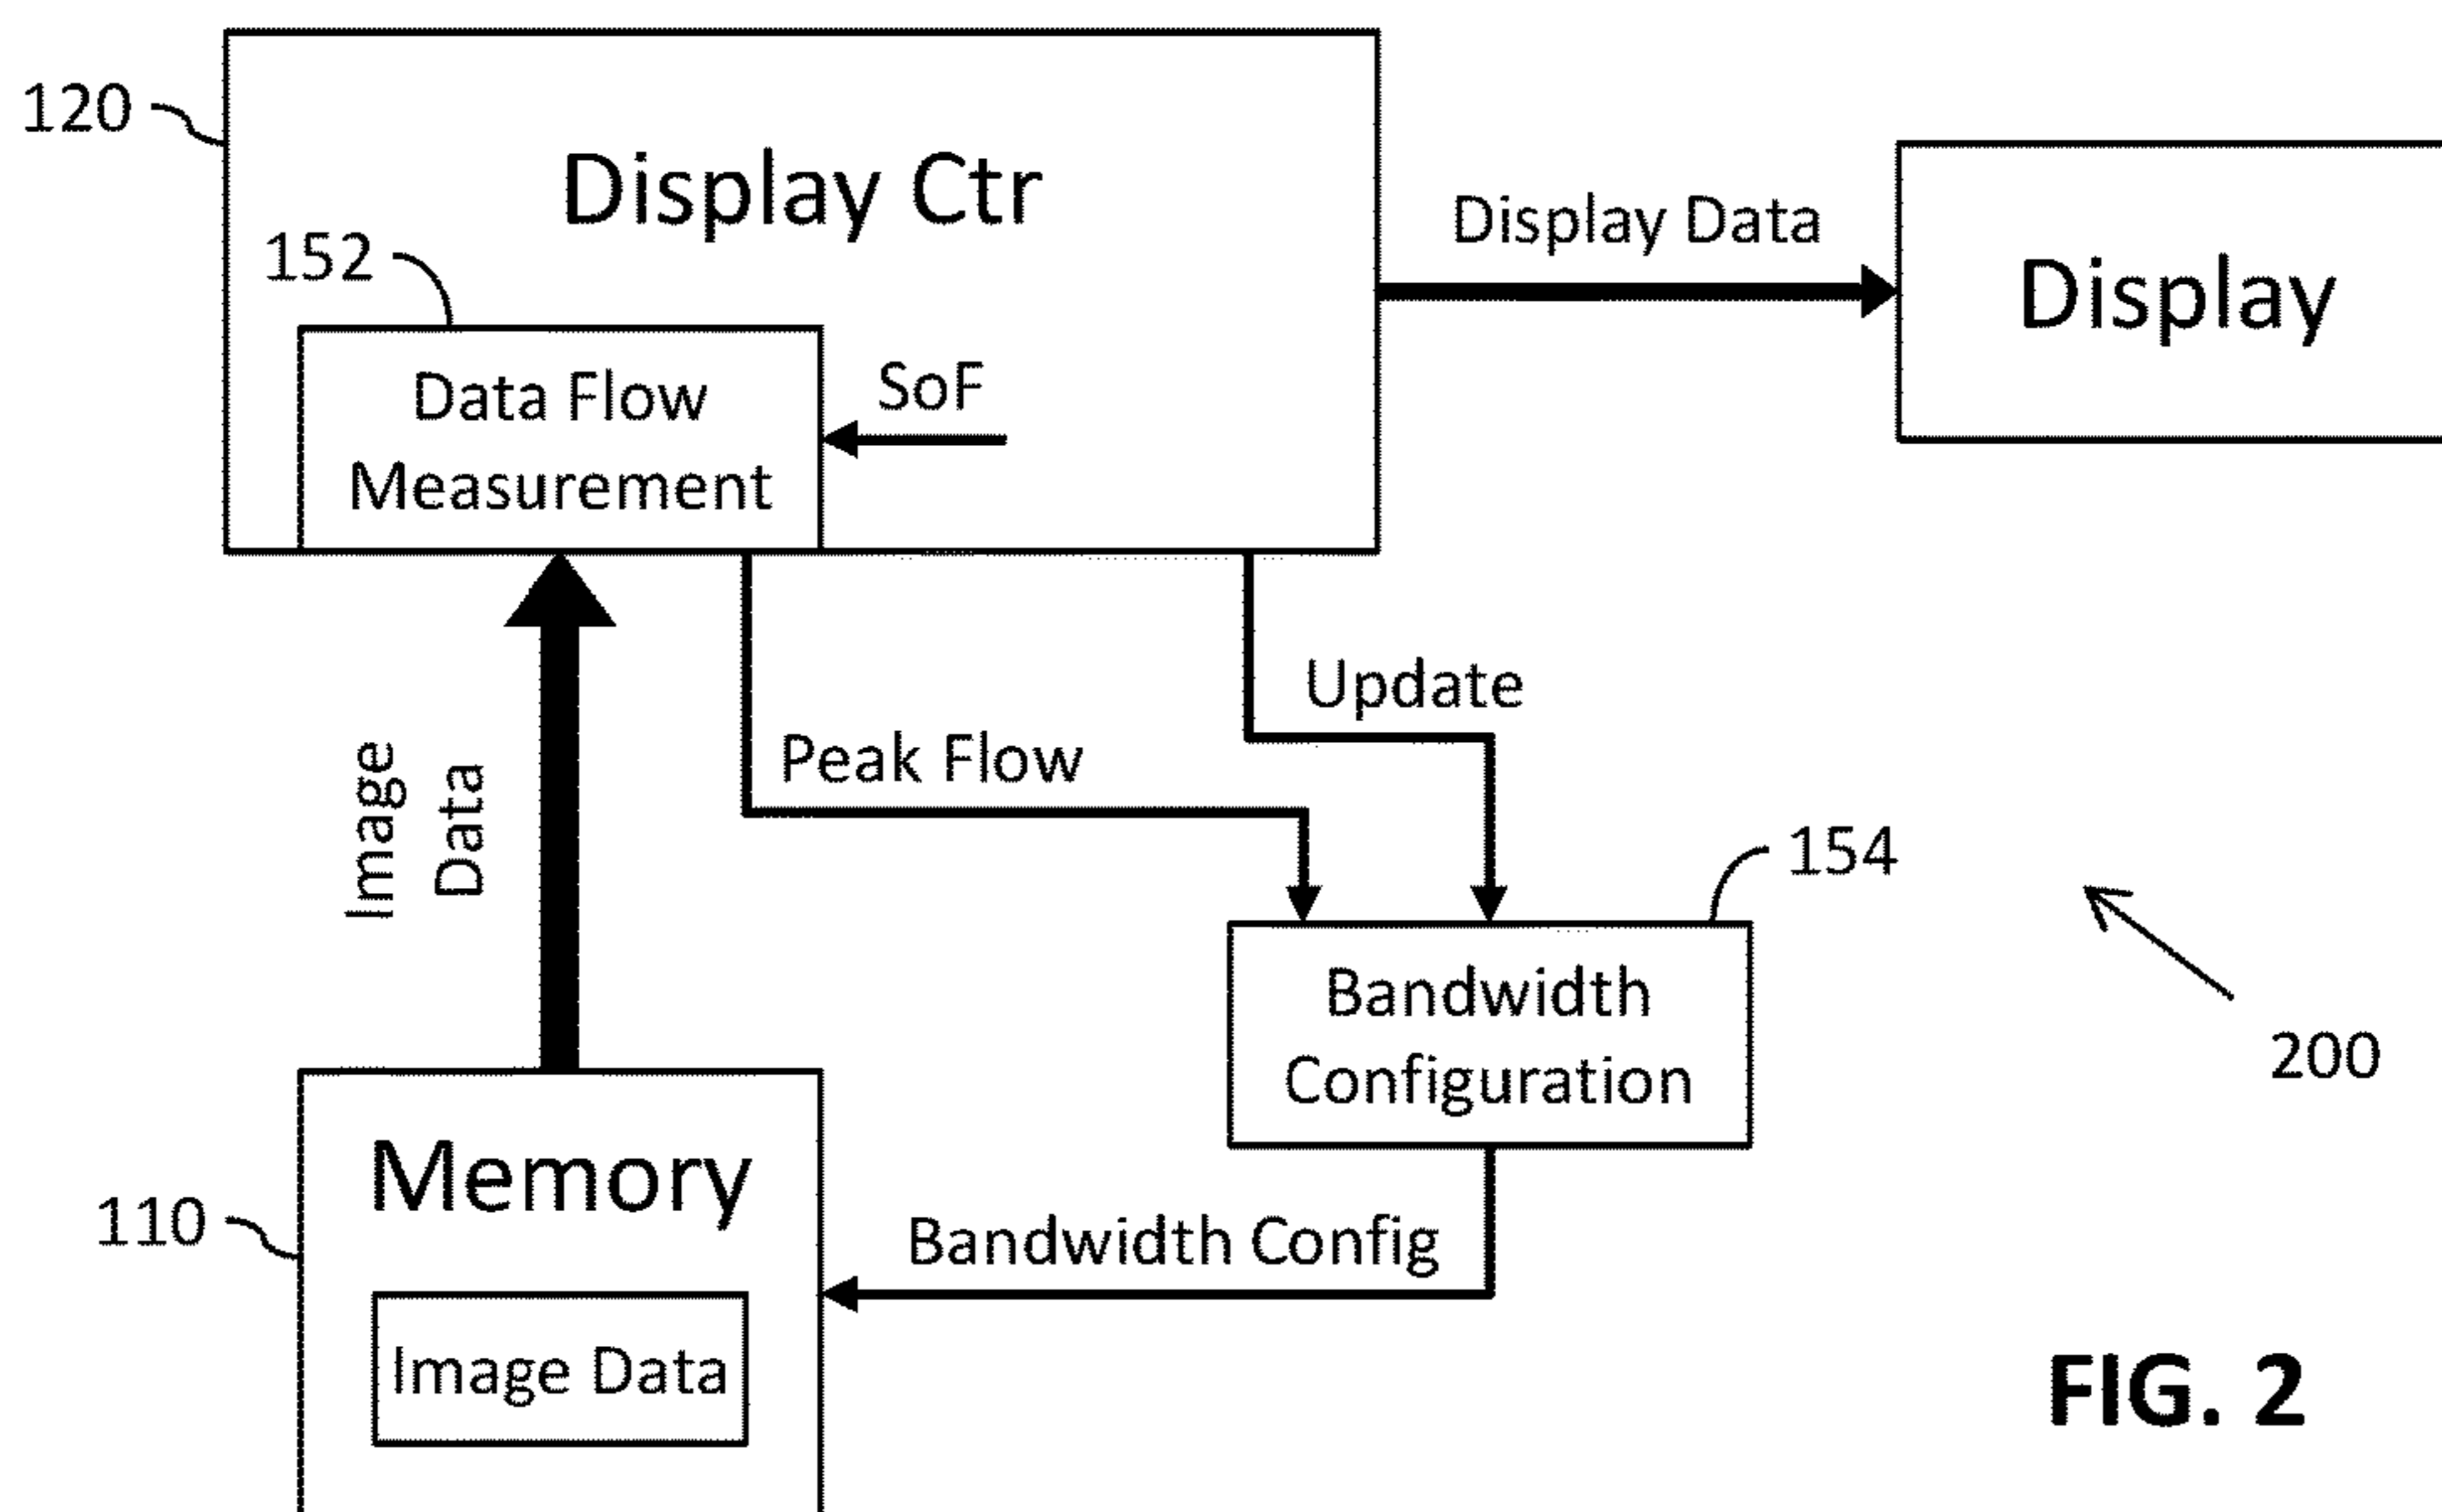 120
Display Ctr
152
Data Flow
Measurement
SoF
Display Data
Display
Image
Data
Peak Flow
Update
154
Bandwidth
Configuration
200
110
Memory
Bandwidth Config
Image Data
FIG. 2